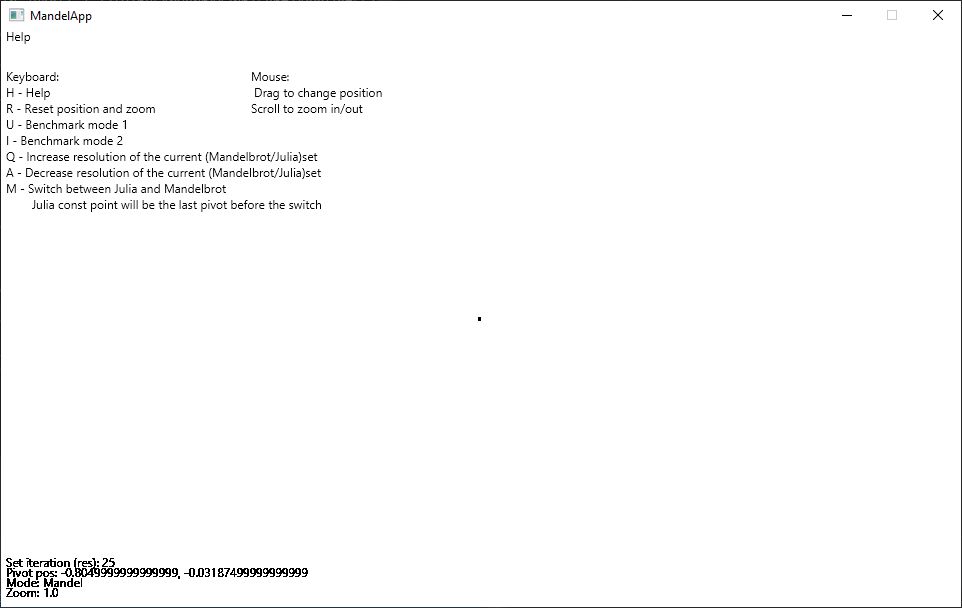 MandelApp
Help
Keyboard:
H - Help
R - Reset position and zoom
U - Benchmark mode 1
I - Benchmark mode 2
Q - Increase resolution of the current (Mandelbrot/Julia)set
A - Decrease resolution of the current (Mandelbrot/Julia)set
M - Switch between Julia and Mandelbrot
Julia const point will be the last pivot before the switch
Mouse:
Drag to change position
Scroll to zoom in/out
Set iteration (res): 25
Pivot pos: -0.8049999999999999, -0.03187499999999999
Mode: Mandel
Zoom: 1.0